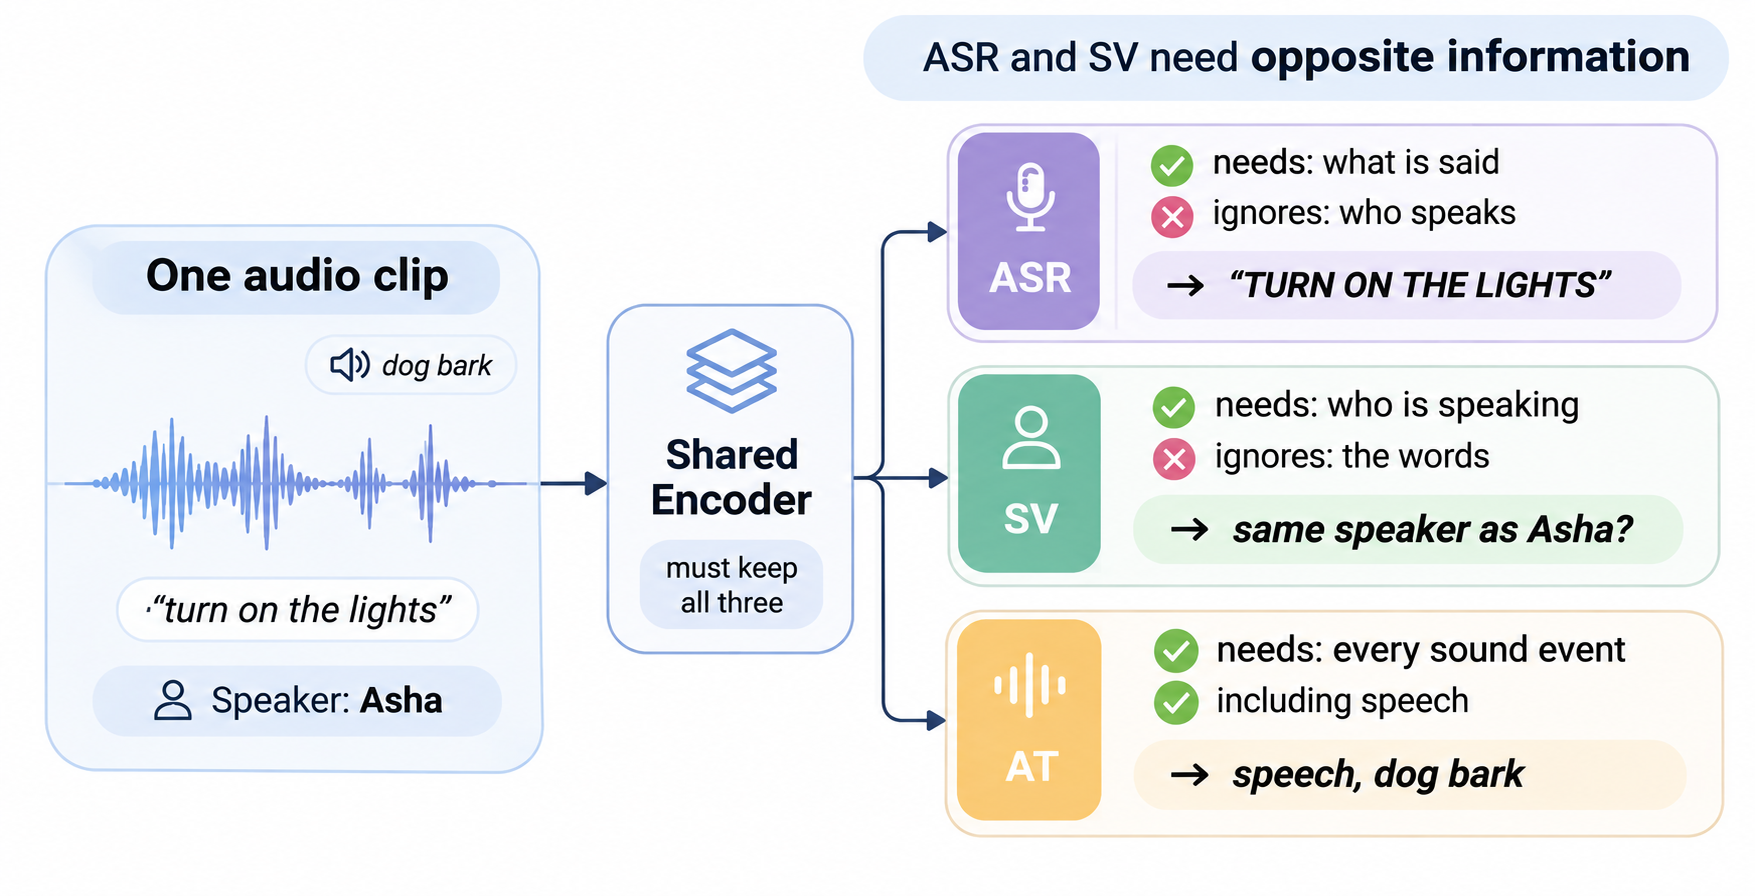 ASR and SV need opposite information
One audio clip
dog bark
“turn on the lights”
Speaker: Asha
Shared
Encoder
must keep
all three
ASR
needs: what is said
ignores: who speaks
→ “TURN ON THE LIGHTS”
SV
needs: who is speaking
ignores: the words
→ same speaker as Asha?
AT
needs: every sound event
including speech
→ speech, dog bark